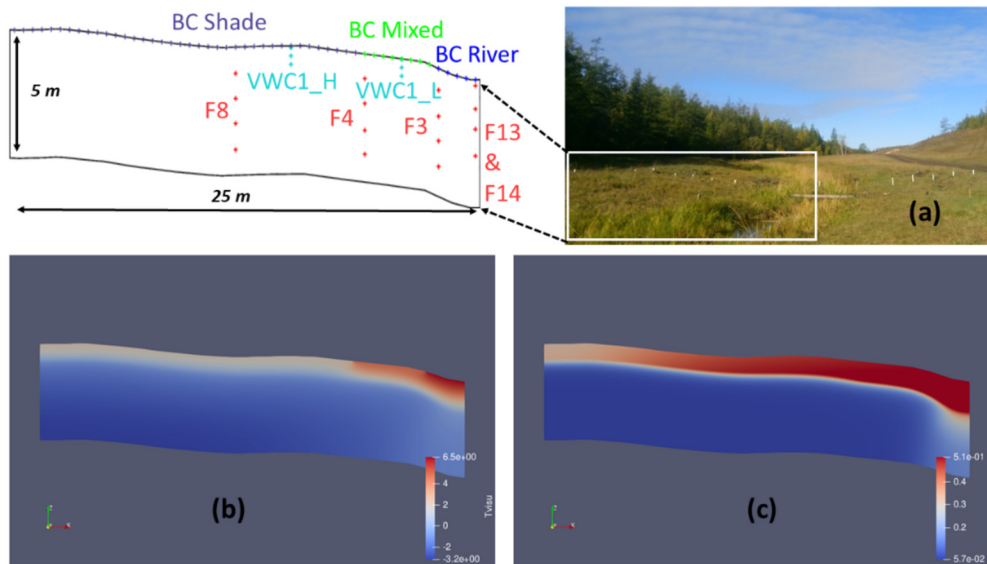 BC Shade
BC Mixed
BC River
VWC1_H
VWC1_L
5 m
F8
F4
F3
F13
&
F14
25 m
(a)
6.5e+00
4
2
0
-2
-3.2e+00
Tvisu
(b)
5.1e-01
0.4
0.3
0.2
5.7e-02
(c)